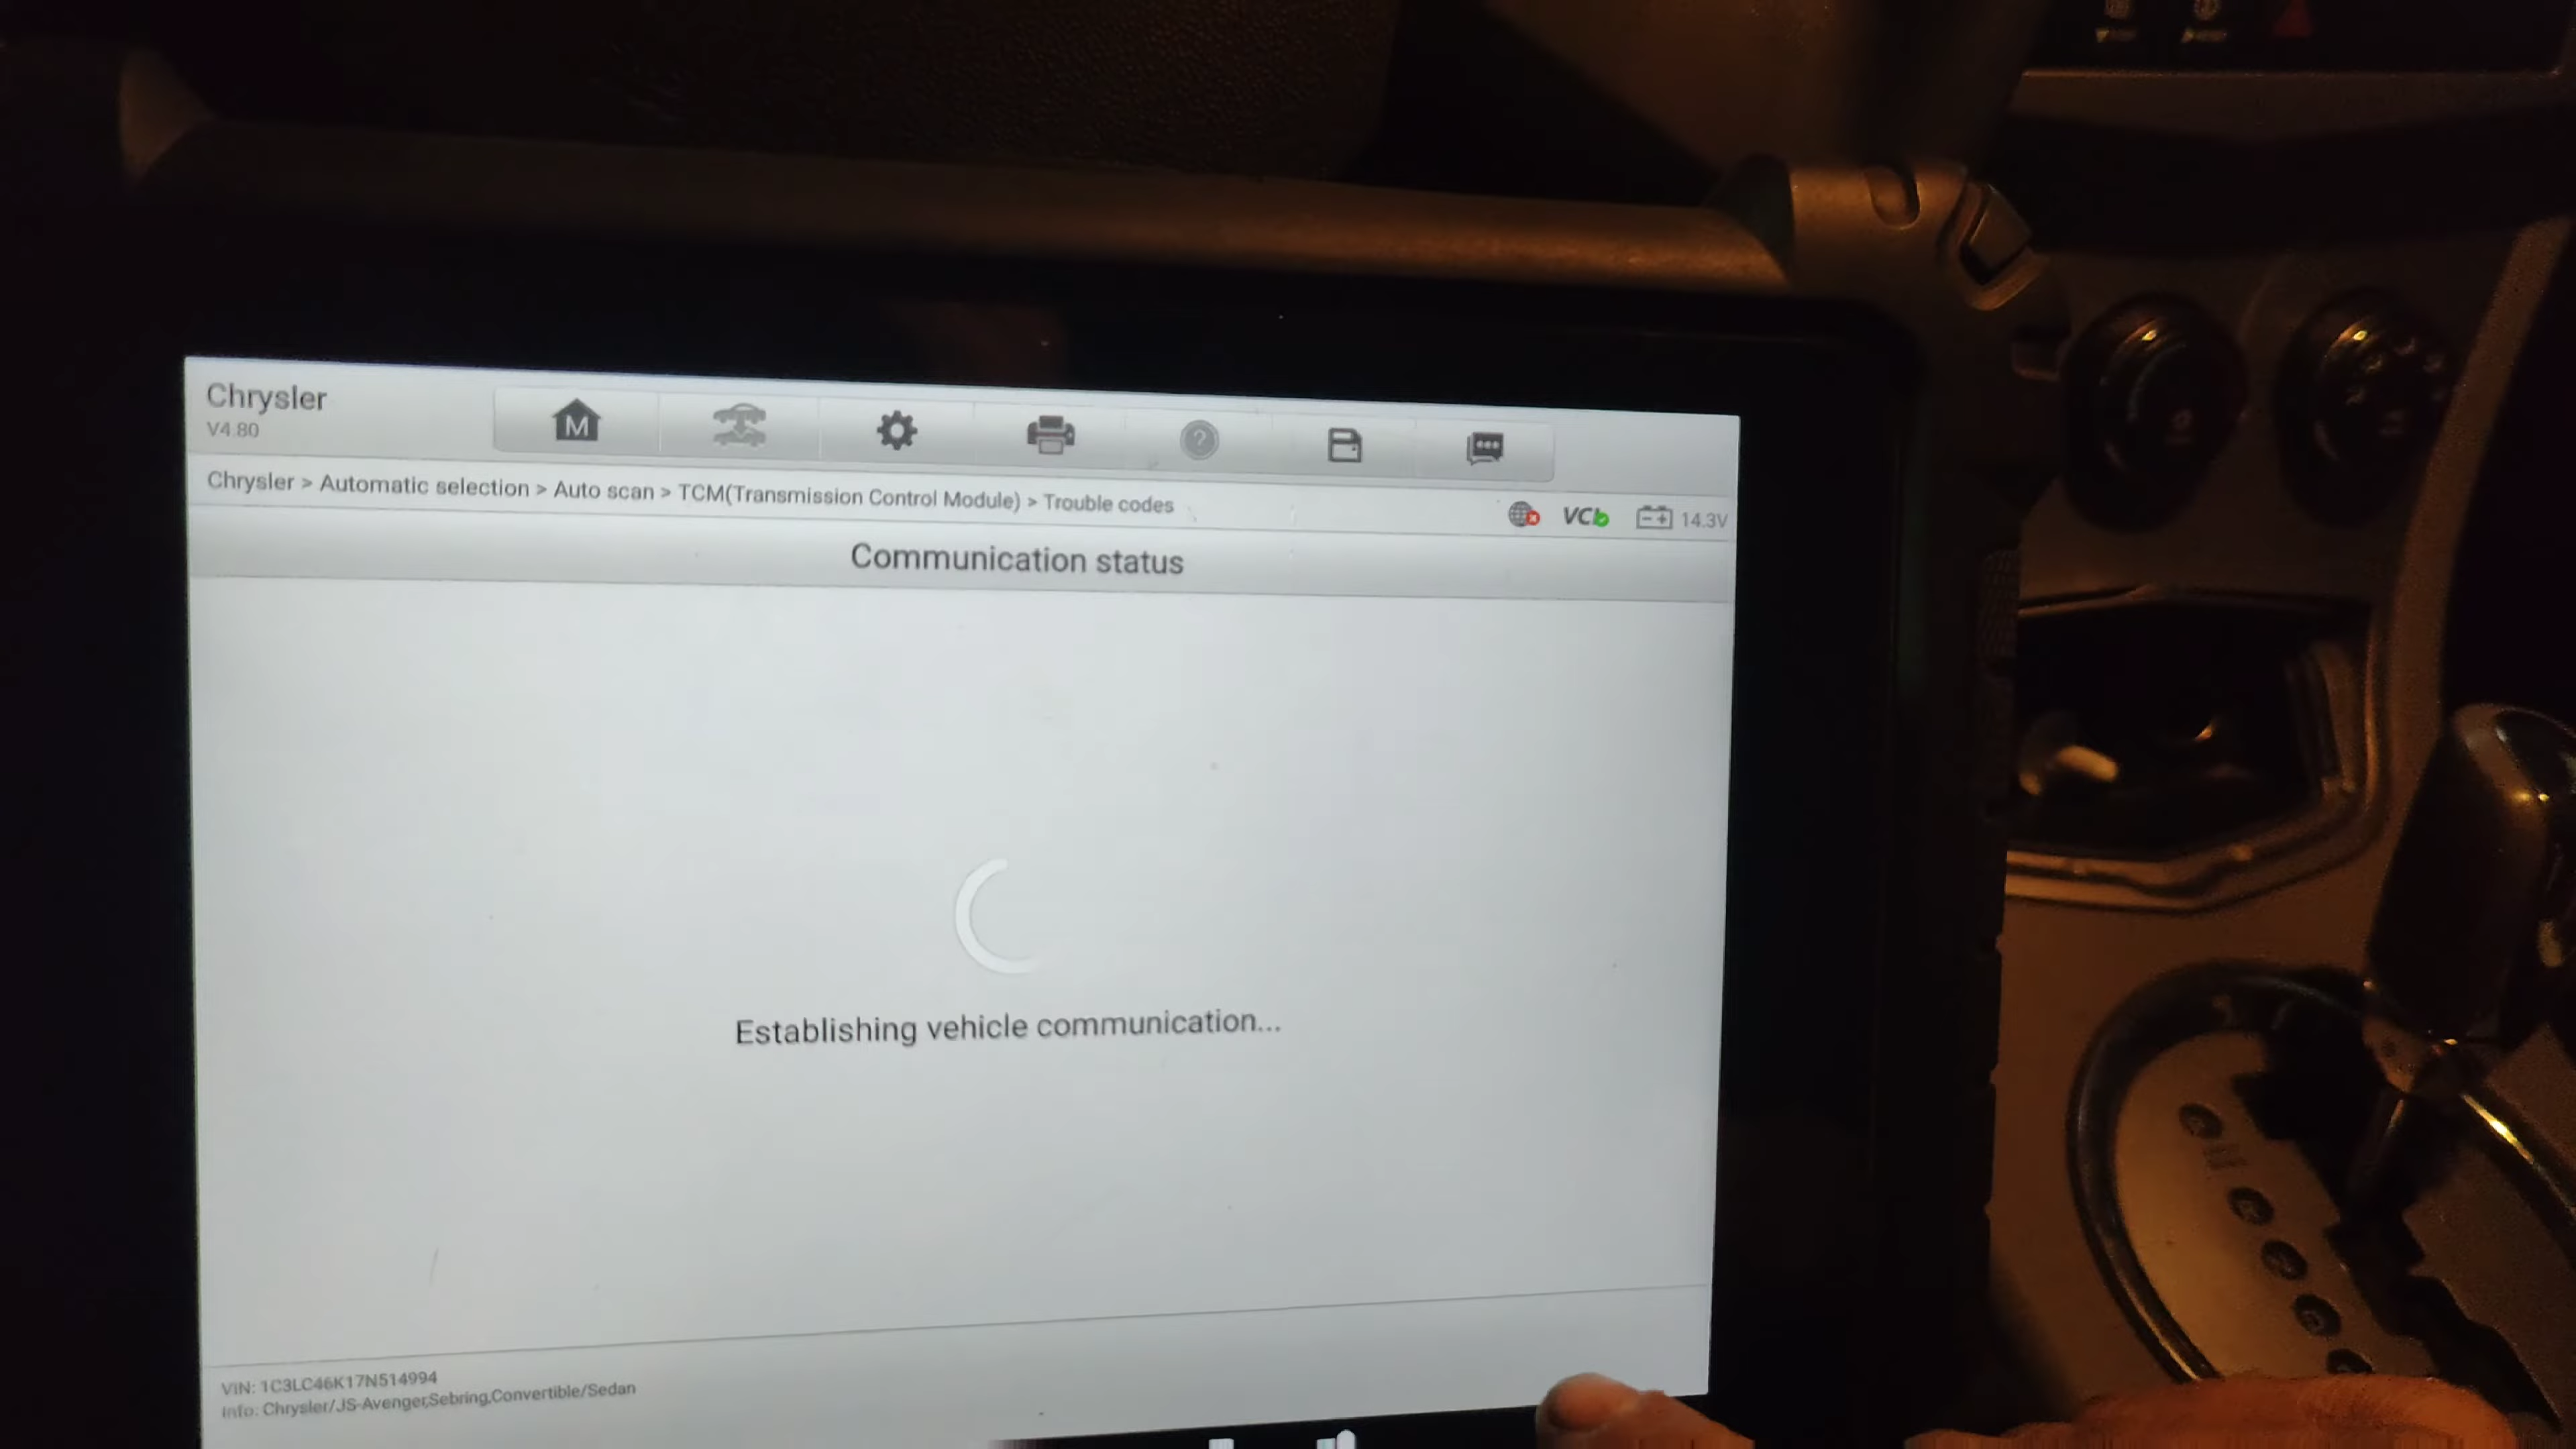 Chrysler
V4.80
M
?
Chrysler > Automatic selection > Auto scan > TCM(Transmission Control Module) > Trouble codes
VCI
14.3V
Communication status
Establishing vehicle communication...
VIN: 1C3LC46K17N514994
Info: Chrysler/JS-Avenger,Sebring,Convertible/Sedan